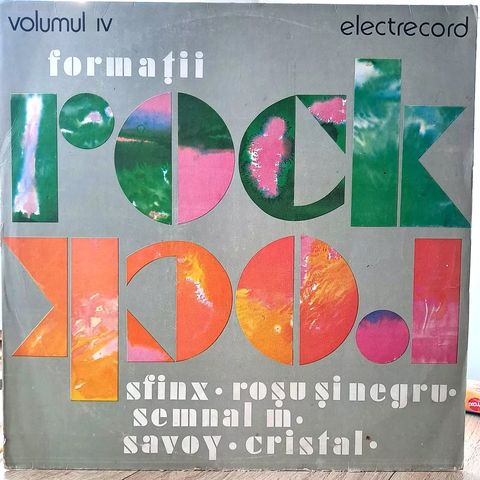 volumul IV electrecord
formații
rock
rock
sfinx • roșu și negru •
semnal m •
savoy • cristal •